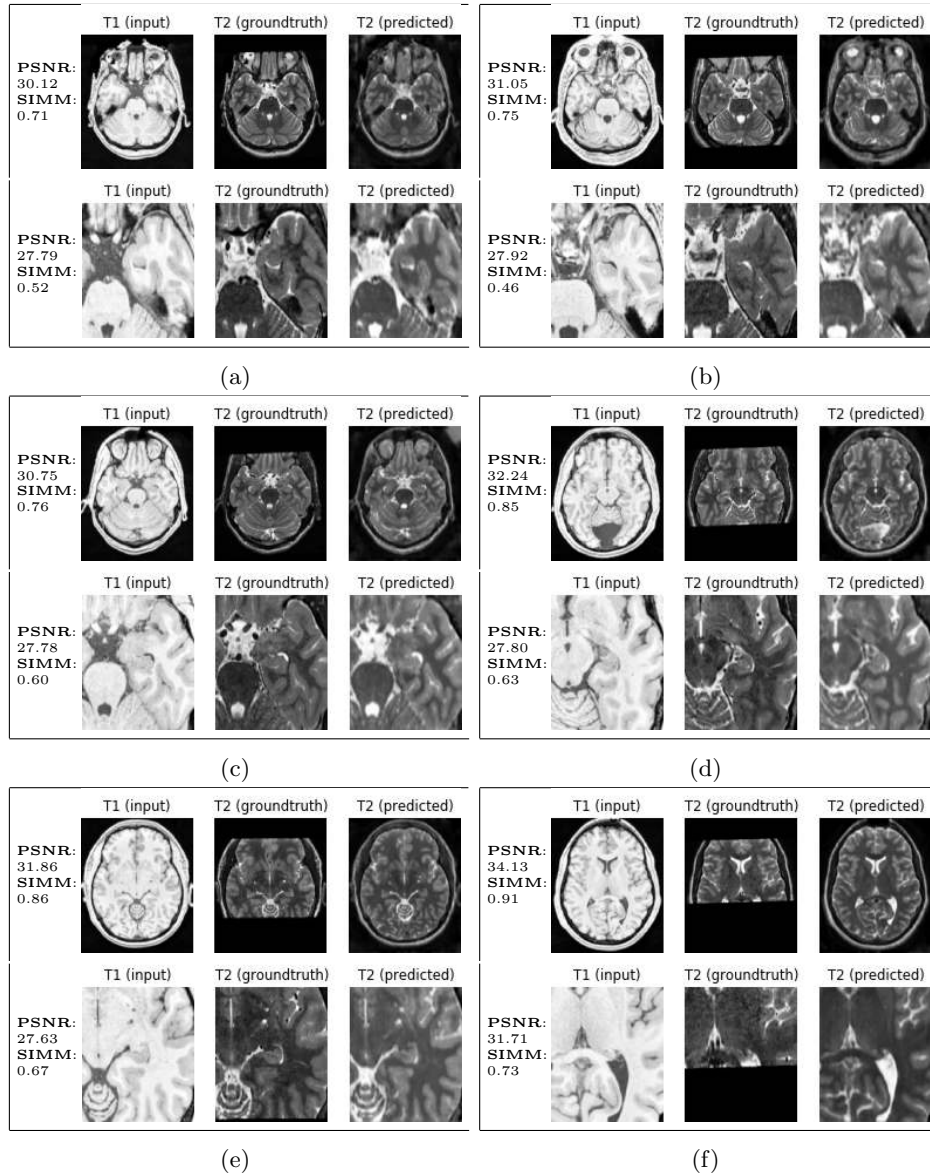 T1 (input) T2 (groundtruth) T2 (predicted)
PSNR:
30.12
SIMM:
0.71
T1 (input) T2 (groundtruth) T2 (predicted)
PSNR:
27.79
SIMM:
0.52
(a)
T1 (input) T2 (groundtruth) T2 (predicted)
PSNR:
31.05
SIMM:
0.75
T1 (input) T2 (groundtruth) T2 (predicted)
PSNR:
27.92
SIMM:
0.46
(b)
T1 (input) T2 (groundtruth) T2 (predicted)
PSNR:
30.75
SIMM:
0.76
T1 (input) T2 (groundtruth) T2 (predicted)
PSNR:
27.78
SIMM:
0.60
(c)
T1 (input) T2 (groundtruth) T2 (predicted)
PSNR:
32.24
SIMM:
0.85
T1 (input) T2 (groundtruth) T2 (predicted)
PSNR:
27.80
SIMM:
0.63
(d)
T1 (input) T2 (groundtruth) T2 (predicted)
PSNR:
31.86
SIMM:
0.86
T1 (input) T2 (groundtruth) T2 (predicted)
PSNR:
27.63
SIMM:
0.67
(e)
T1 (input) T2 (groundtruth) T2 (predicted)
PSNR:
34.13
SIMM:
0.91
T1 (input) T2 (groundtruth) T2 (predicted)
PSNR:
31.71
SIMM:
0.73
(f)